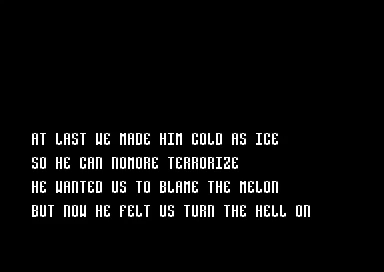 AT LAST WE MADE HIM COLD AS ICE
SO HE CAN NOMORE TERRORIZE
HE WANTED US TO BLAME THE MELON
BUT NOW HE FELT US TURN THE HELL ON